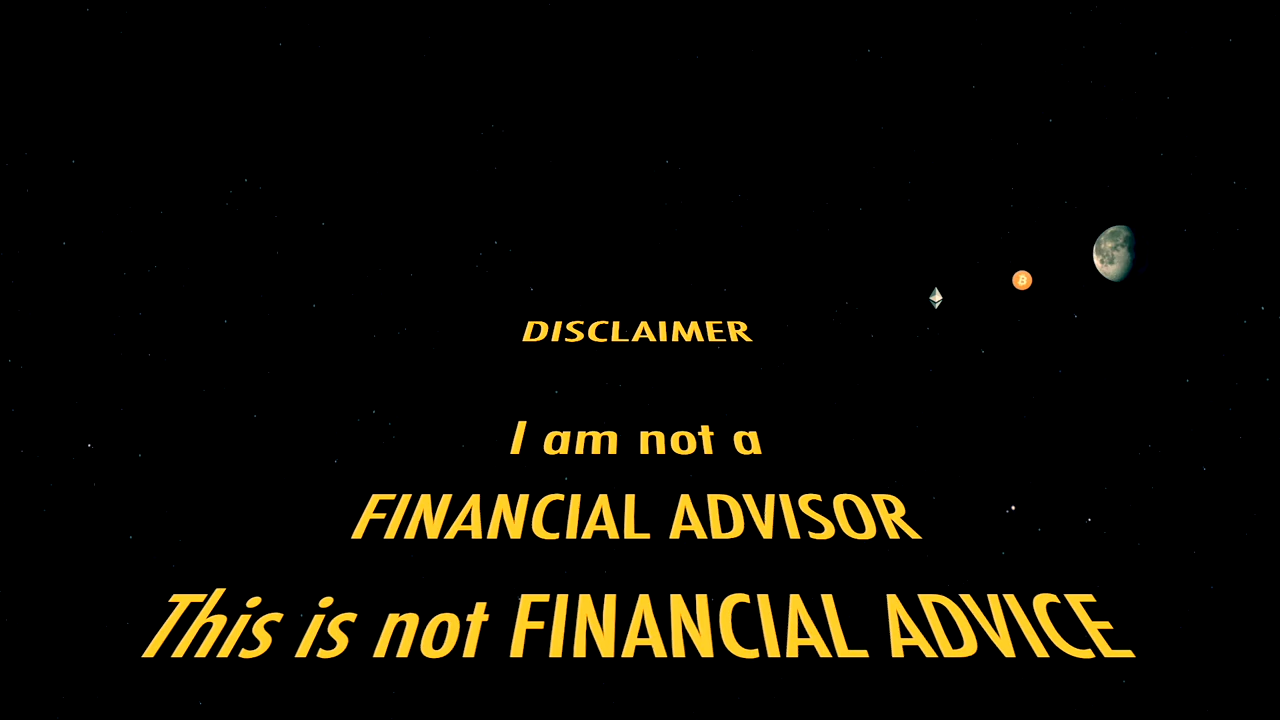 DISCLAIMER
I am not a
FINANCIAL ADVISOR
This is not FINANCIAL ADVICE